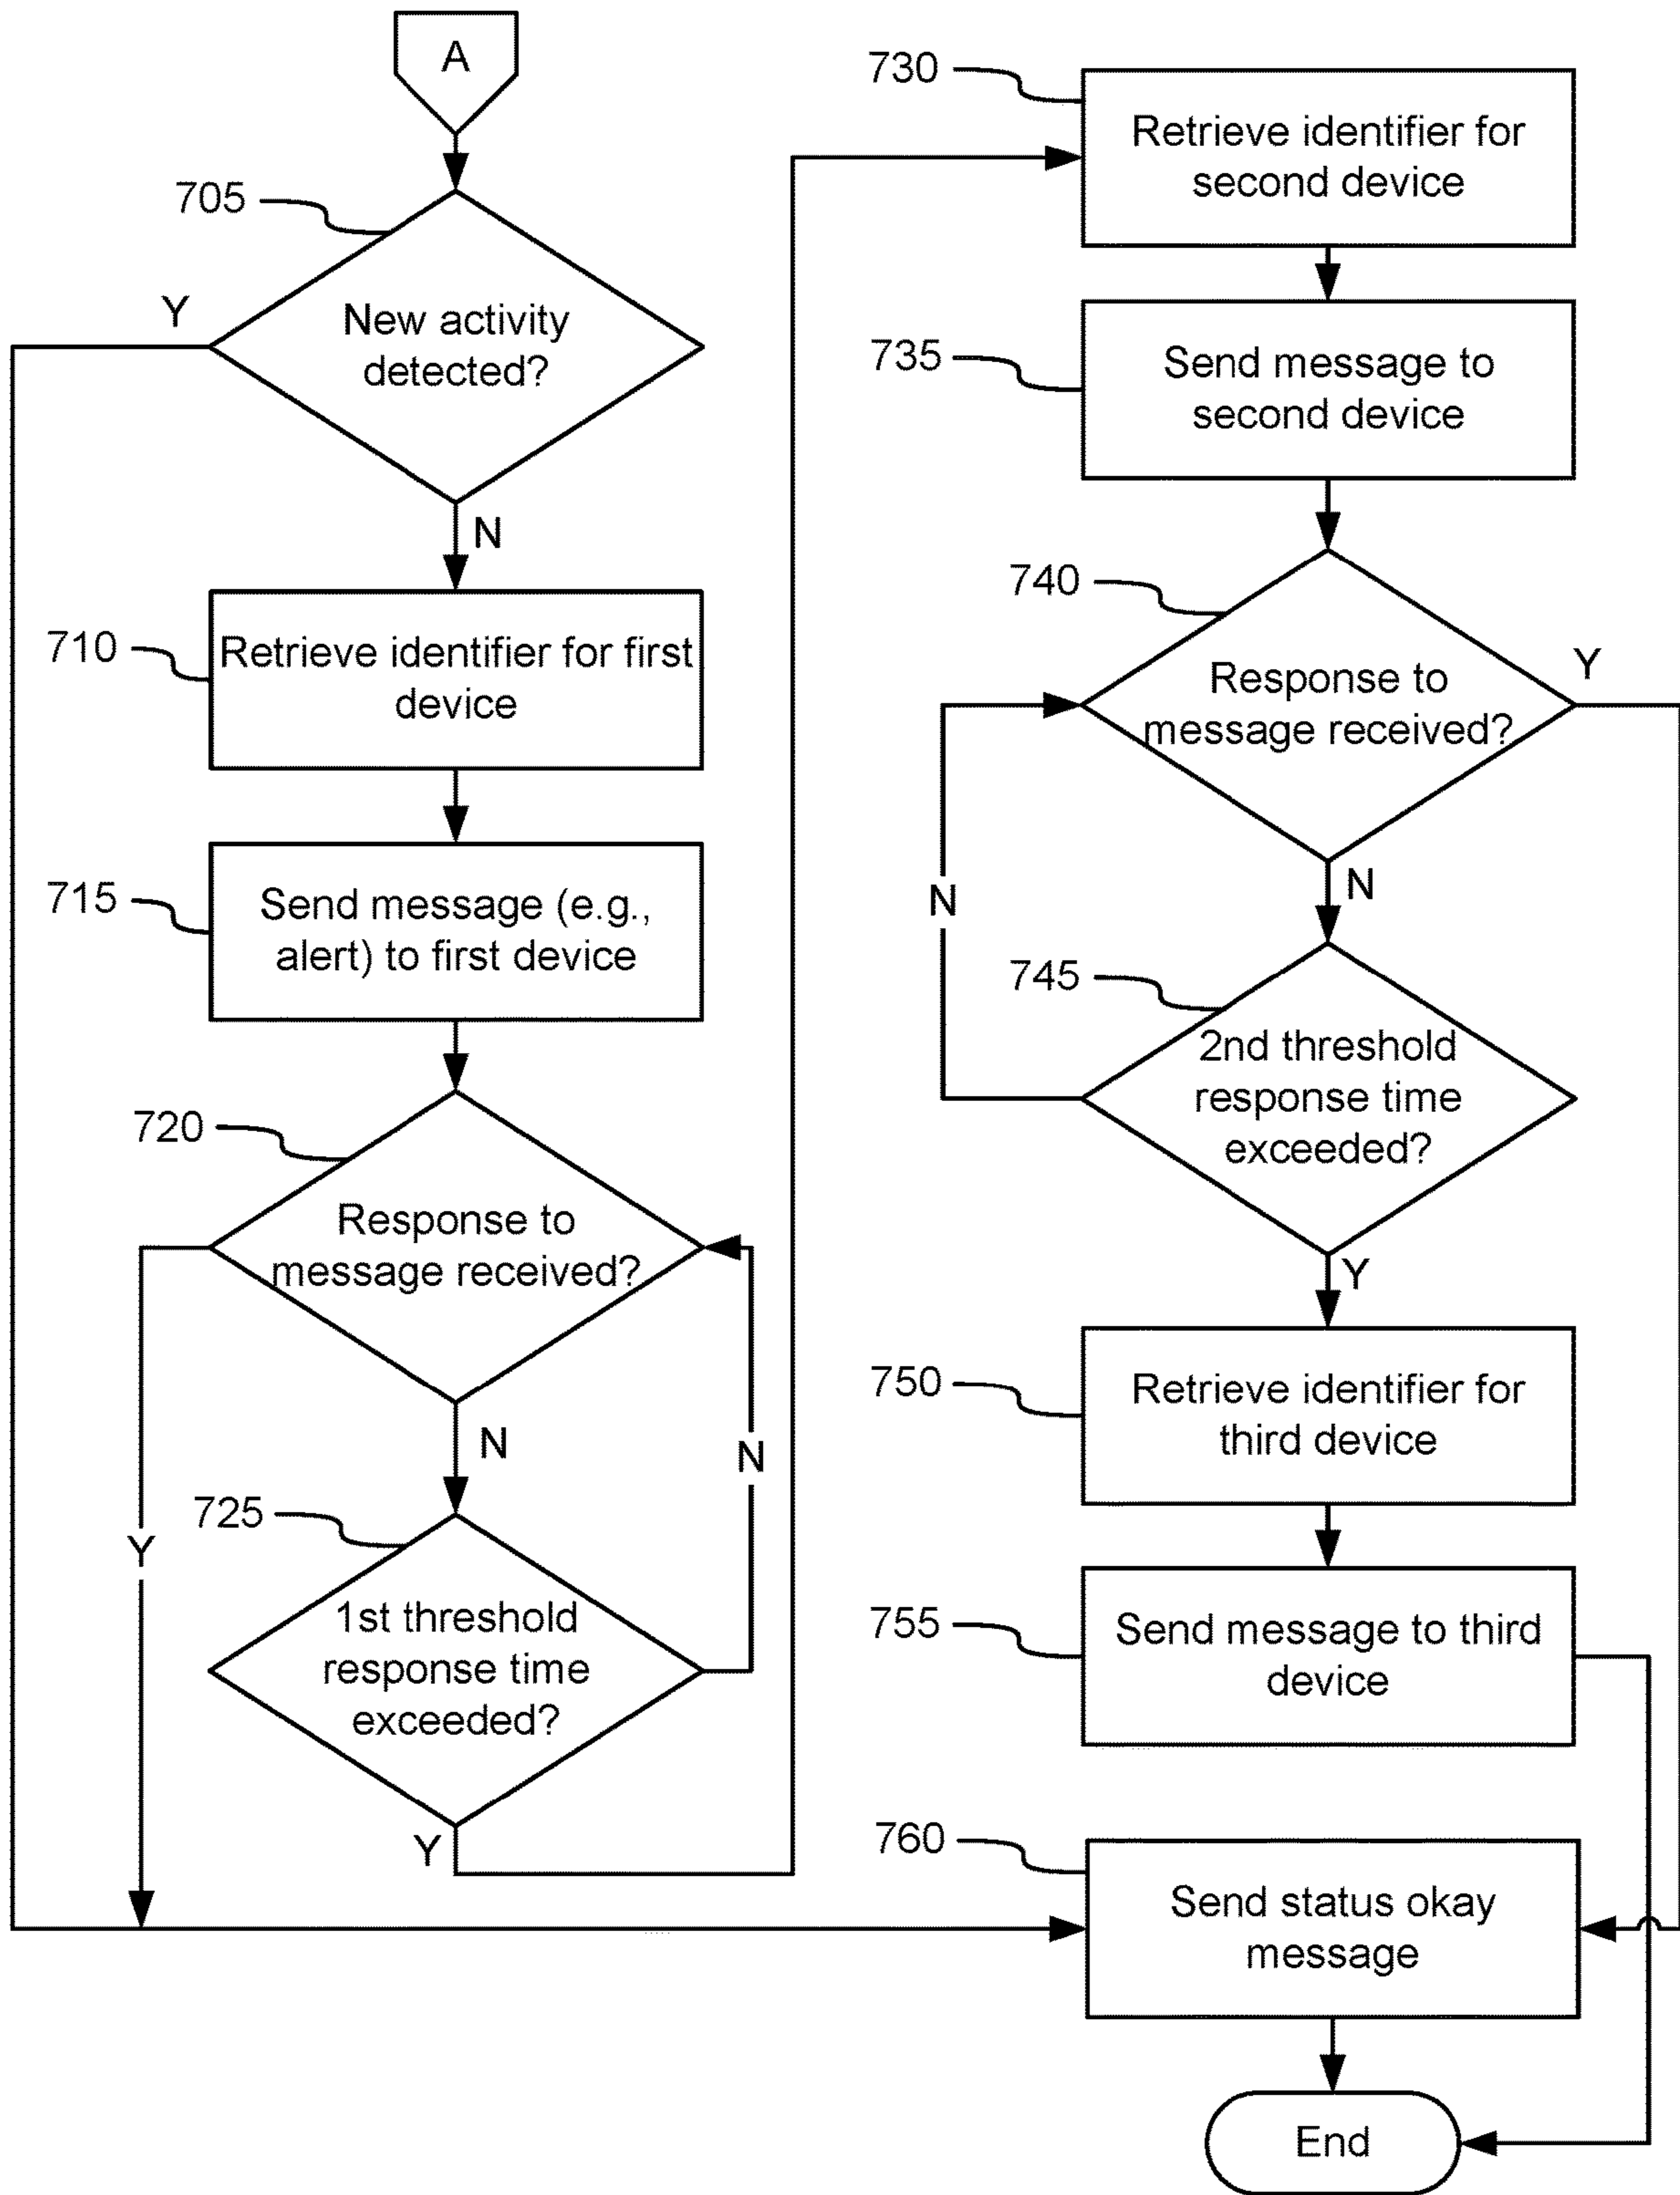 A
705
New activity
detected?
Y
N
710
Retrieve identifier for first
device
715
Send message (e.g.,
alert) to first device
720
Response to
message received?
Y
N
N
725
1st threshold
response time
exceeded?
Y
730
Retrieve identifier for
second device
735
Send message to
second device
740
Response to
message received?
Y
N
N
745
2nd threshold
response time
exceeded?
Y
750
Retrieve identifier for
third device
755
Send message to third
device
760
Send status okay
message
End